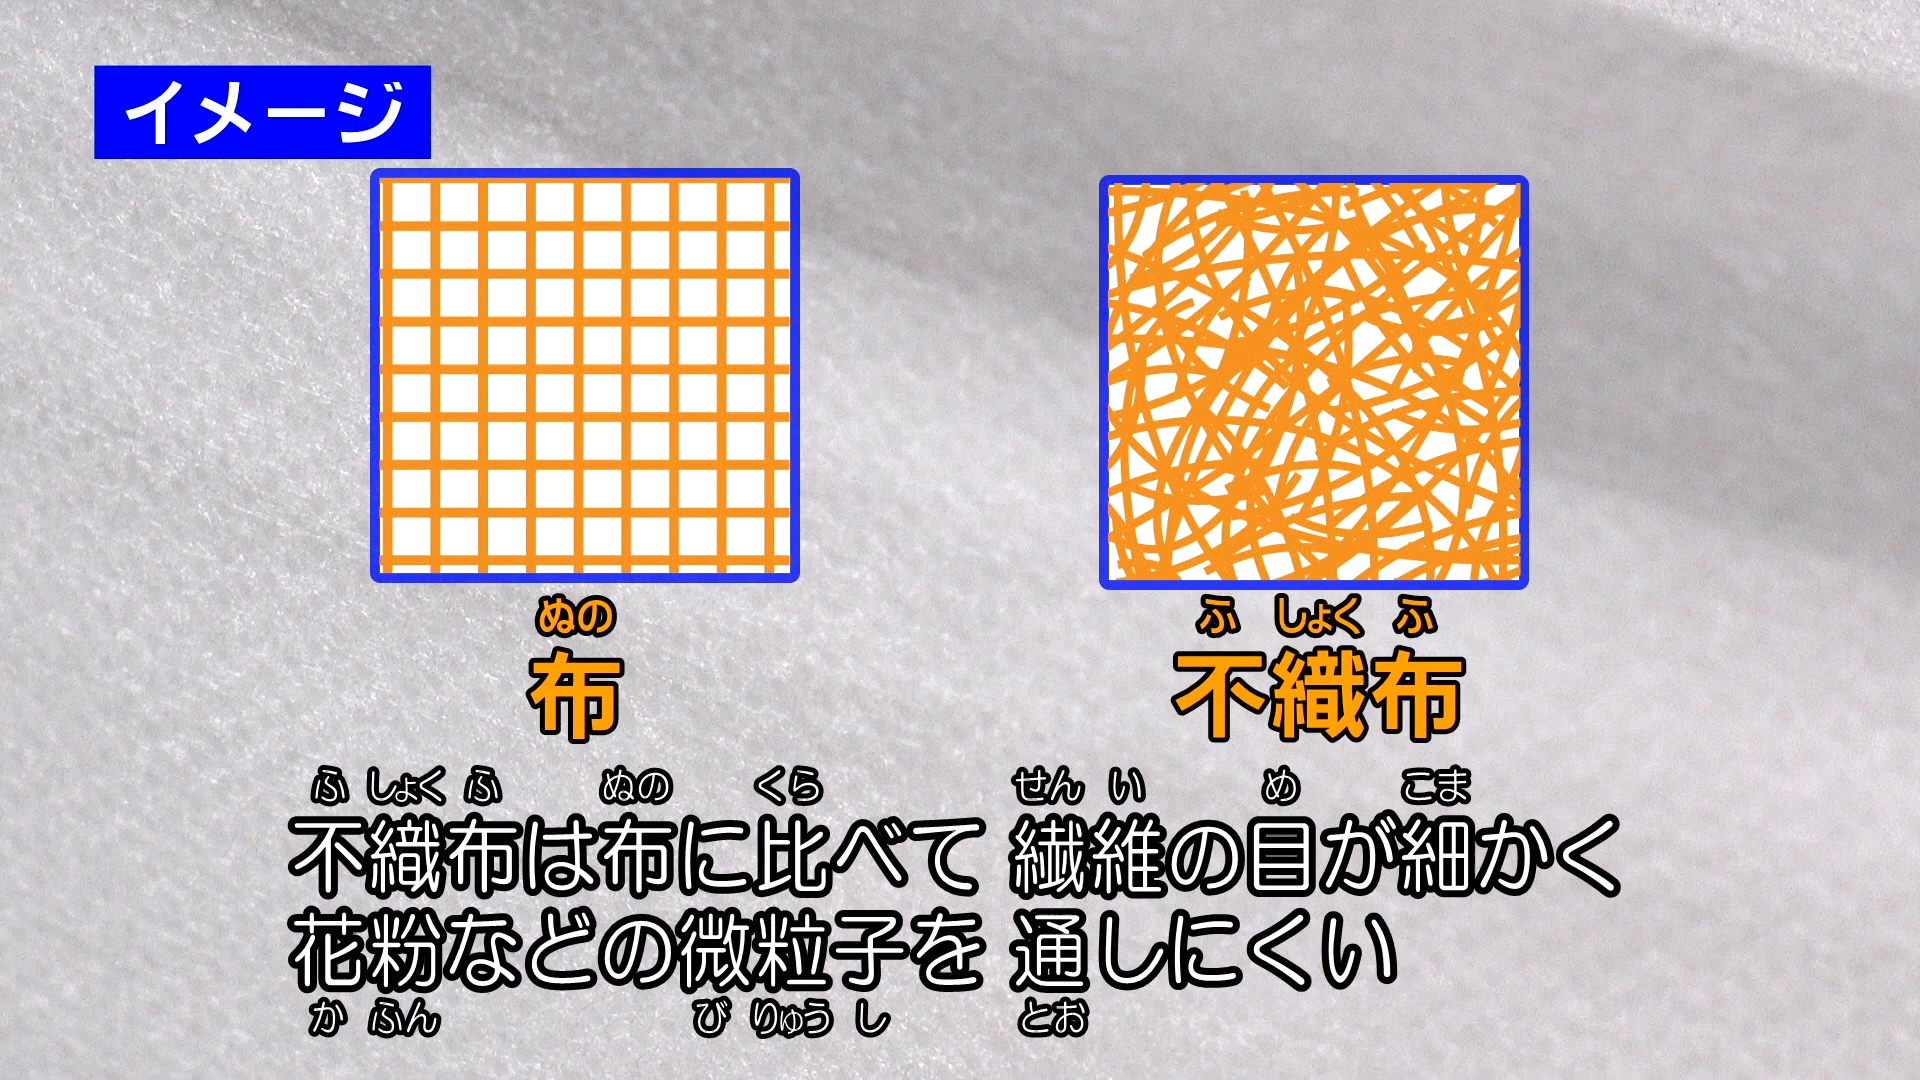 イメージ
ぬの
布
ふ しょく ふ
不織布
ふ しょく ふ ぬの くら せん い め こま
不織布は布に比べて 繊維の目が細かく
花粉などの微粒子を 通しにくい
か ふん び りゅう し とお